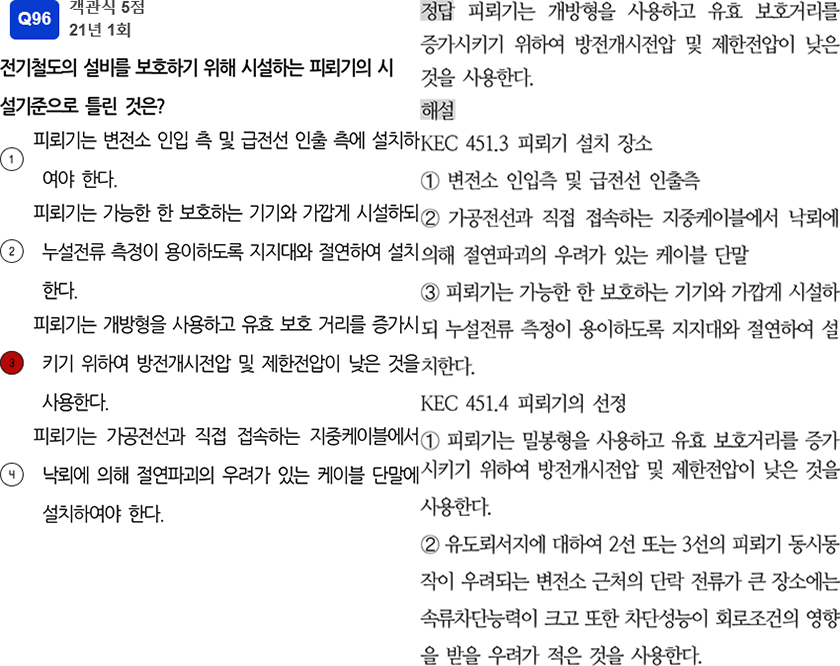 Q96
객관식 5점
21년 1회
전기철도의 설비를 보호하기 위해 시설하는 피뢰기의 시
설기준으로 틀린 것은?
① 피뢰기는 변전소 인입 측 및 급전선 인출 측에 설치하
여야 한다.
② 피뢰기는 가능한 한 보호하는 기기와 가깝게 시설하되
누설전류 측정이 용이하도록 지지대와 절연하여 설치
한다.
③ 피뢰기는 개방형을 사용하고 유효 보호 거리를 증가시
키기 위하여 방전개시전압 및 제한전압이 낮은 것을
사용한다.
④ 피뢰기는 가공전선과 직접 접속하는 지중케이블에서
낙뢰에 의해 절연파괴의 우려가 있는 케이블 단말에
설치하여야 한다.
정답 피뢰기는 개방형을 사용하고 유효 보호거리를
증가시키기 위하여 방전개시전압 및 제한전압이 낮은
것을 사용한다.
해설
KEC 451.3 피뢰기 설치 장소
① 변전소 인입측 및 급전선 인출측
② 가공전선과 직접 접속하는 지중케이블에서 낙뢰에
의해 절연파괴의 우려가 있는 케이블 단말
③ 피뢰기는 가능한 한 보호하는 기기와 가깝게 시설하
되 누설전류 측정이 용이하도록 지지대와 절연하여 설
치한다.
KEC 451.4 피뢰기의 선정
① 피뢰기는 밀봉형을 사용하고 유효 보호거리를 증가
시키기 위하여 방전개시전압 및 제한전압이 낮은 것을
사용한다.
② 유도뢰서지에 대하여 2선 또는 3선의 피뢰기 동시동
작이 우려되는 변전소 근처의 단락 전류가 큰 장소에는
속류차단능력이 크고 또한 차단성능이 회로조건의 영향
을 받을 우려가 적은 것을 사용한다.